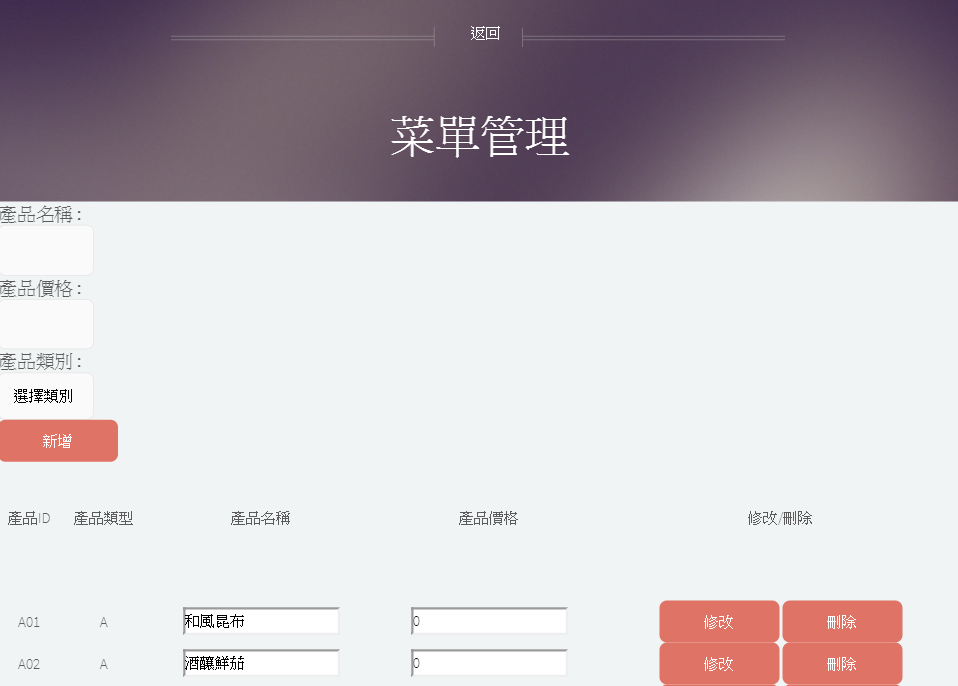 返回
菜單管理
產品名稱 :
產品價格 :
產品類別 :
選擇類別
新增
產品ID 產品類型 產品名稱 產品價格 修改/刪除
A01 A 和風昆布 0 修改 刪除
A02 A 酒釀鮮茄 0 修改 刪除